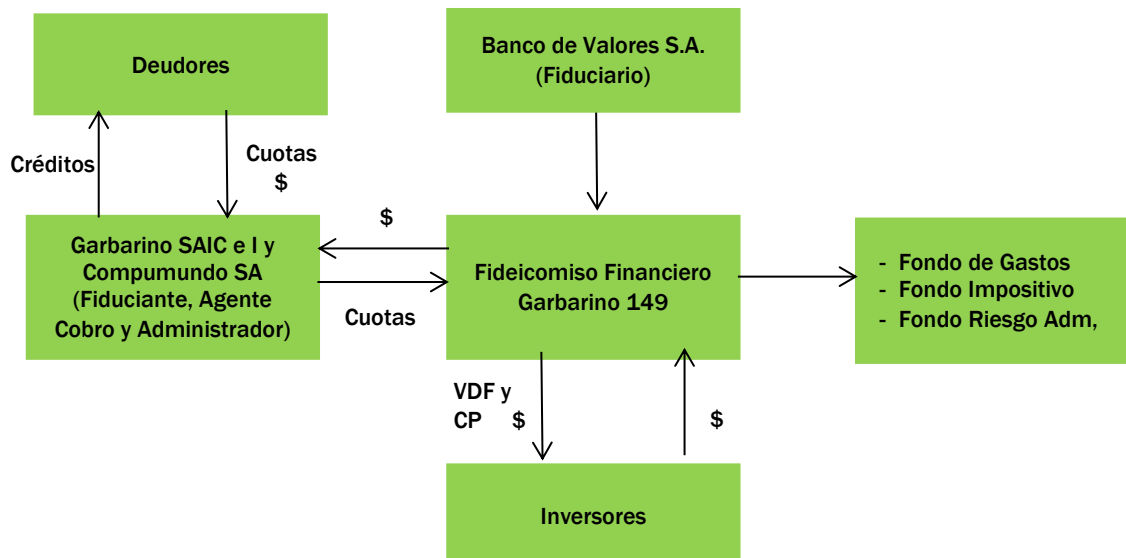 Deudores
Banco de Valores S.A.
(Fiduciario)
Créditos
Cuotas
$
Garbarino SAIC e I y
Compumundo SA
(Fiduciante, Agente
Cobro y Administrador)
$
Cuotas
Fideicomiso Financiero
Garbarino 149
- Fondo de Gastos
- Fondo Impositivo
- Fondo Riesgo Adm,
VDF y
CP $
$
Inversores